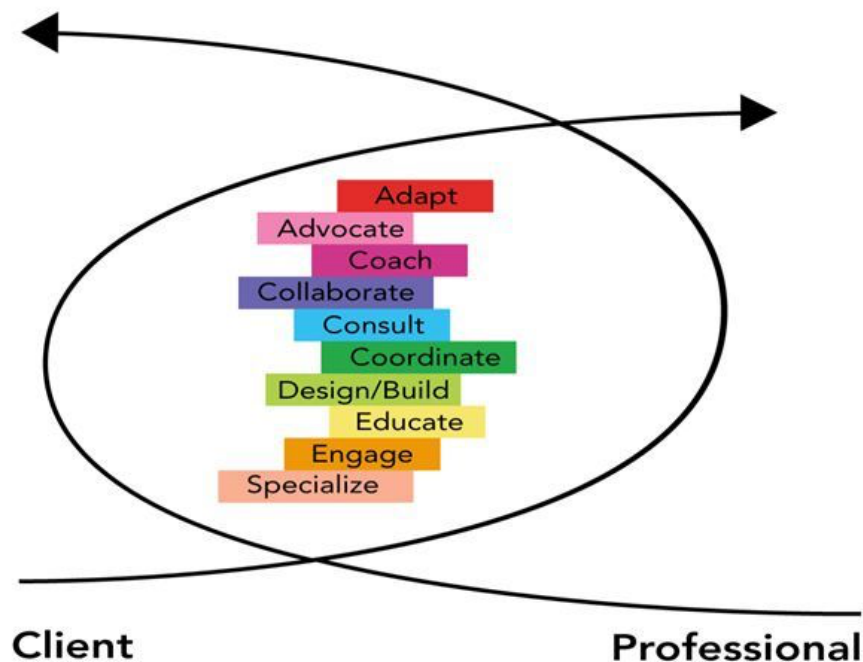 Adapt
Advocate
Coach
Collaborate
Consult
Coordinate
Design/Build
Educate
Engage
Specialize
Client
Professional